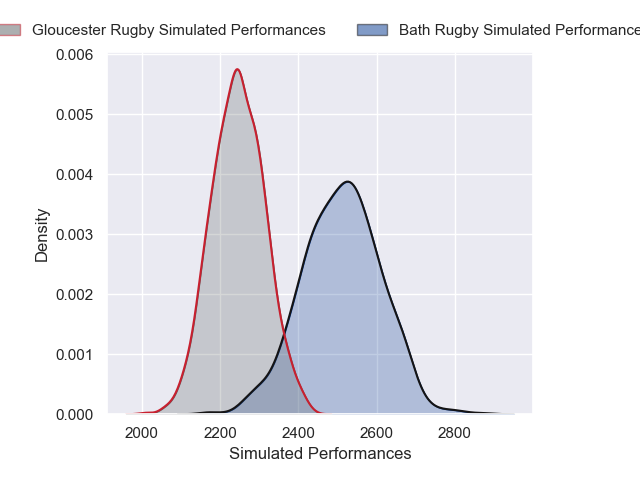 Gloucester Rugby Simulated Performances
Bath Rugby Simulated Performance
0.006
0.005
0.004
0.003
0.002
0.001
0.000
Density
2000 2200 2400 2600 2800
Simulated Performances